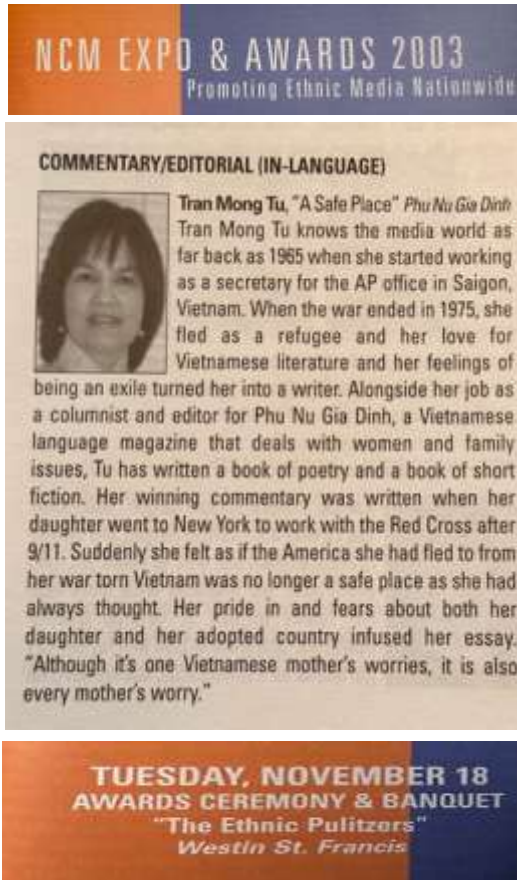 NCM EXPO & AWARDS 2003
Promoting Ethnic Media Nationwide
COMMENTARY/EDITORIAL (IN-LANGUAGE)
Tran Mong Tu, "A Safe Place" Phu Nu Gia Dinh
Tran Mong Tu knows the media world as
far back as 1965 when she started working
as a secretary for the AP office in Saigon,
Vietnam. When the war ended in 1975, she
fled as a refugee and her love for
Vietnamese literature and her feelings of
being an exile turned her into a writer. Alongside her job as
a columnist and editor for Phu Nu Gia Dinh, a Vietnamese
language magazine that deals with women and family
issues, Tu has written a book of poetry and a book of short
fiction. Her winning commentary was written when her
daughter went to New York to work with the Red Cross after
9/11. Suddenly she felt as if the America she had fled to from
her war torn Vietnam was no longer a safe place as she had
always thought. Her pride in and fears about both her
daughter and her adopted country infused her essay.
"Although it's one Vietnamese mother's worries, it is also
every mother's worry."
TUESDAY, NOVEMBER 18
AWARDS CEREMONY & BANQUET
"The Ethnic Pulitzers"
Westin St. Francis